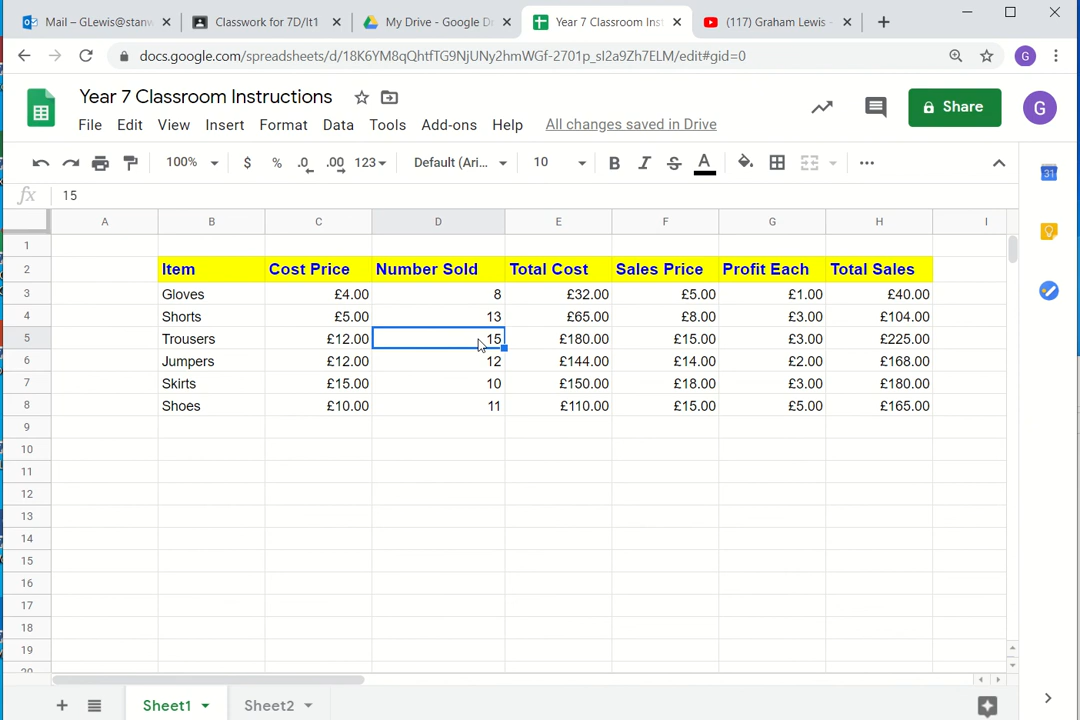 Mail – GLewis@stanw
Classwork for 7D/It1
My Drive - Google Dr
Year 7 Classroom Inst
(117) Graham Lewis -
docs.google.com/spreadsheets/d/18K6YM8qQhtfTG9NjUNy2hmWGf-2701p_sI2a9Zh7ELM/edit#gid=0
G
Year 7 Classroom Instructions
Share
G
File Edit View Insert Format Data Tools Add-ons Help All changes saved in Drive
100% $ % .0 .00 123 Default (Ari... 10 B I S A
31
fx 15
A B C D E F G H I
1
2 Item Cost Price Number Sold Total Cost Sales Price Profit Each Total Sales
3 Gloves £4.00 8 £32.00 £5.00 £1.00 £40.00
4 Shorts £5.00 13 £65.00 £8.00 £3.00 £104.00
5 Trousers £12.00 15 £180.00 £15.00 £3.00 £225.00
6 Jumpers £12.00 12 £144.00 £14.00 £2.00 £168.00
7 Skirts £15.00 10 £150.00 £18.00 £3.00 £180.00
8 Shoes £10.00 11 £110.00 £15.00 £5.00 £165.00
9
10
11
12
13
14
15
16
17
18
19
20
Sheet1 Sheet2